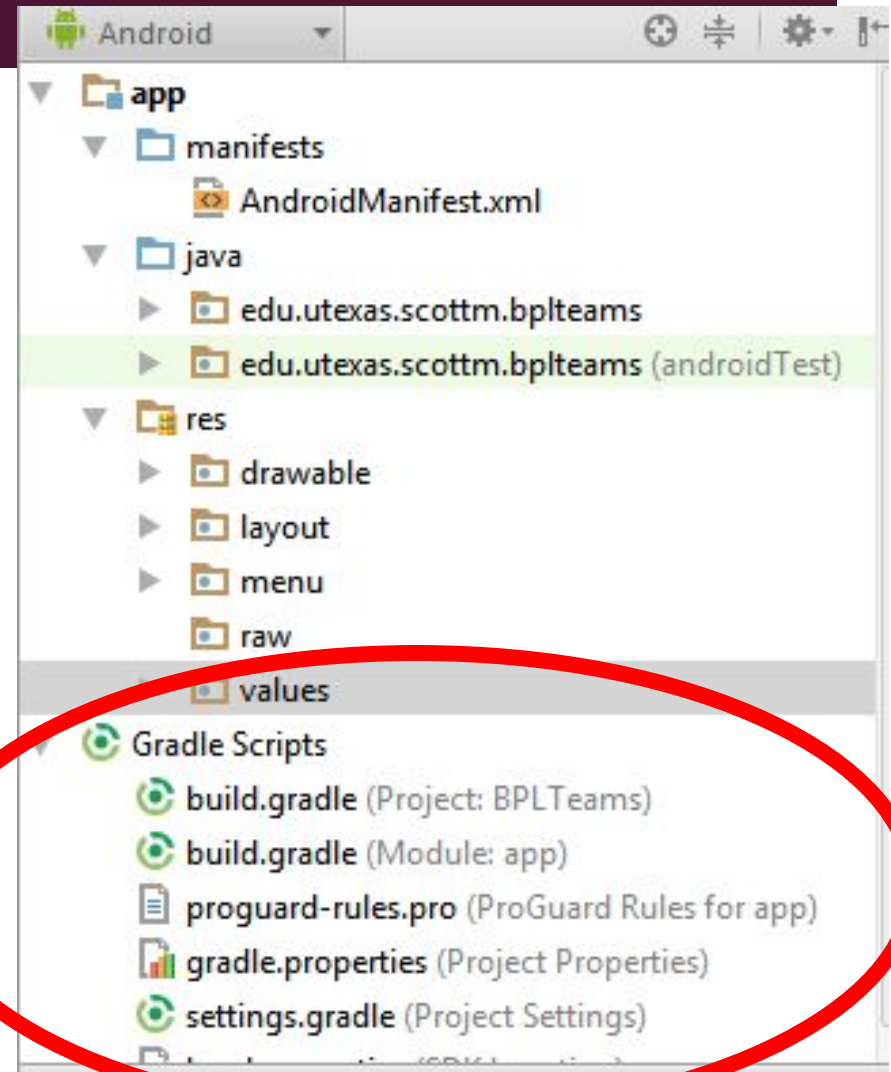 Android
app
manifests
AndroidManifest.xml
java
edu.utexas.scottm.bplteams
edu.utexas.scottm.bplteams (androidTest)
res
drawable
layout
menu
raw
values
Gradle Scripts
build.gradle (Project: BPLTeams)
build.gradle (Module: app)
proguard-rules.pro (ProGuard Rules for app)
gradle.properties (Project Properties)
settings.gradle (Project Settings)